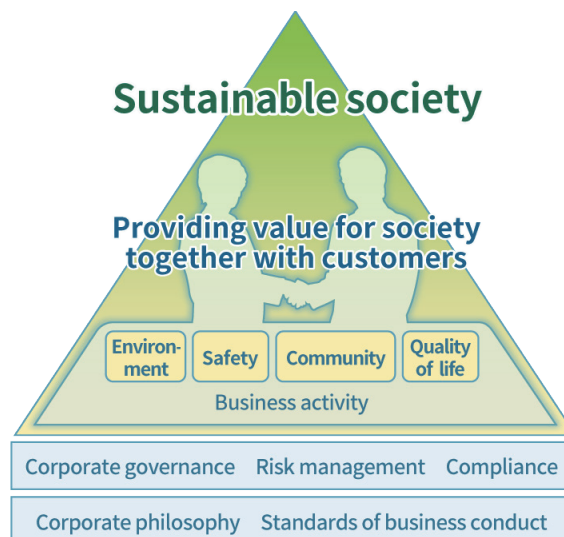 Sustainable society
Providing value for society
together with customers
Environ-
ment
Safety
Community
Quality
of life
Business activity
Corporate governance Risk management Compliance
Corporate philosophy Standards of business conduct